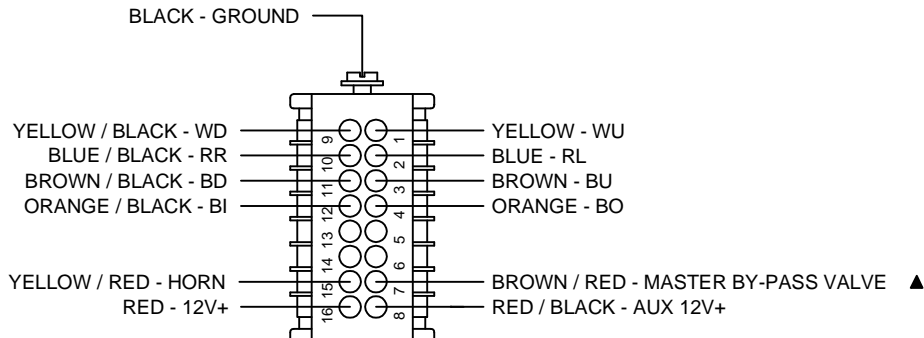 BLACK - GROUND
YELLOW / BLACK - WD 9 1 YELLOW - WU
BLUE / BLACK - RR 10 2 BLUE - RL
BROWN / BLACK - BD 11 3 BROWN - BU
ORANGE / BLACK - BI 12 4 ORANGE - BO
13 5
14 6
YELLOW / RED - HORN 15 7 BROWN / RED - MASTER BY-PASS VALVE ▲
RED - 12V+ 16 8 RED / BLACK - AUX 12V+